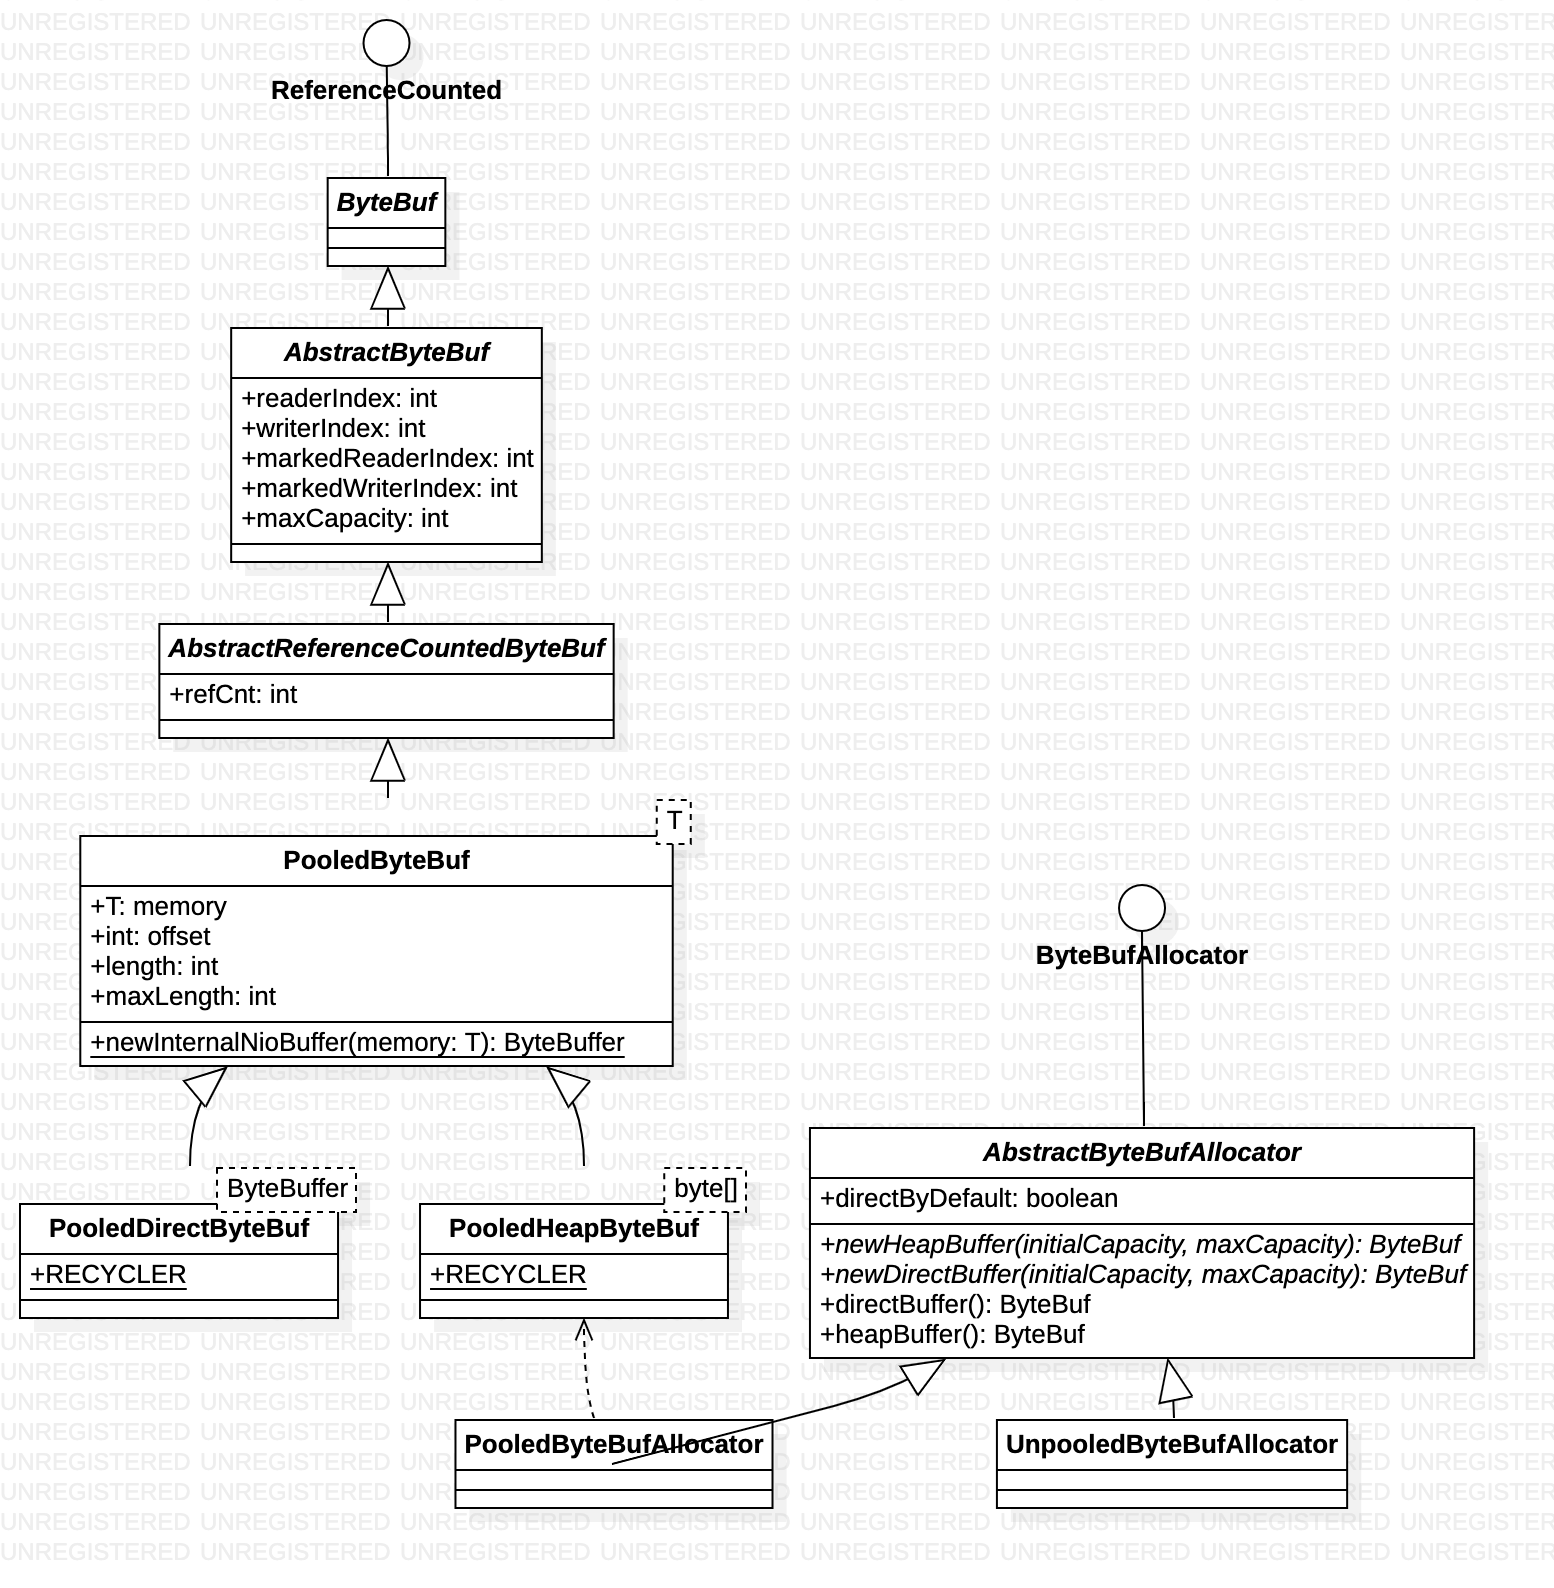 ReferenceCounted
ByteBuf
AbstractByteBuf
+readerIndex: int
+writerIndex: int
+markedReaderIndex: int
+markedWriterIndex: int
+maxCapacity: int
AbstractReferenceCountedByteBuf
+refCnt: int
T
PooledByteBuf
+T: memory
+int: offset
+length: int
+maxLength: int
+newInternalNioBuffer(memory: T): ByteBuffer
ByteBufAllocator
ByteBuffer
PooledDirectByteBuf
+RECYCLER
byte[]
PooledHeapByteBuf
+RECYCLER
AbstractByteBufAllocator
+directByDefault: boolean
+newHeapBuffer(initialCapacity, maxCapacity): ByteBuf
+newDirectBuffer(initialCapacity, maxCapacity): ByteBuf
+directBuffer(): ByteBuf
+heapBuffer(): ByteBuf
PooledByteBufAllocator
UnpooledByteBufAllocator
UNREGISTERED